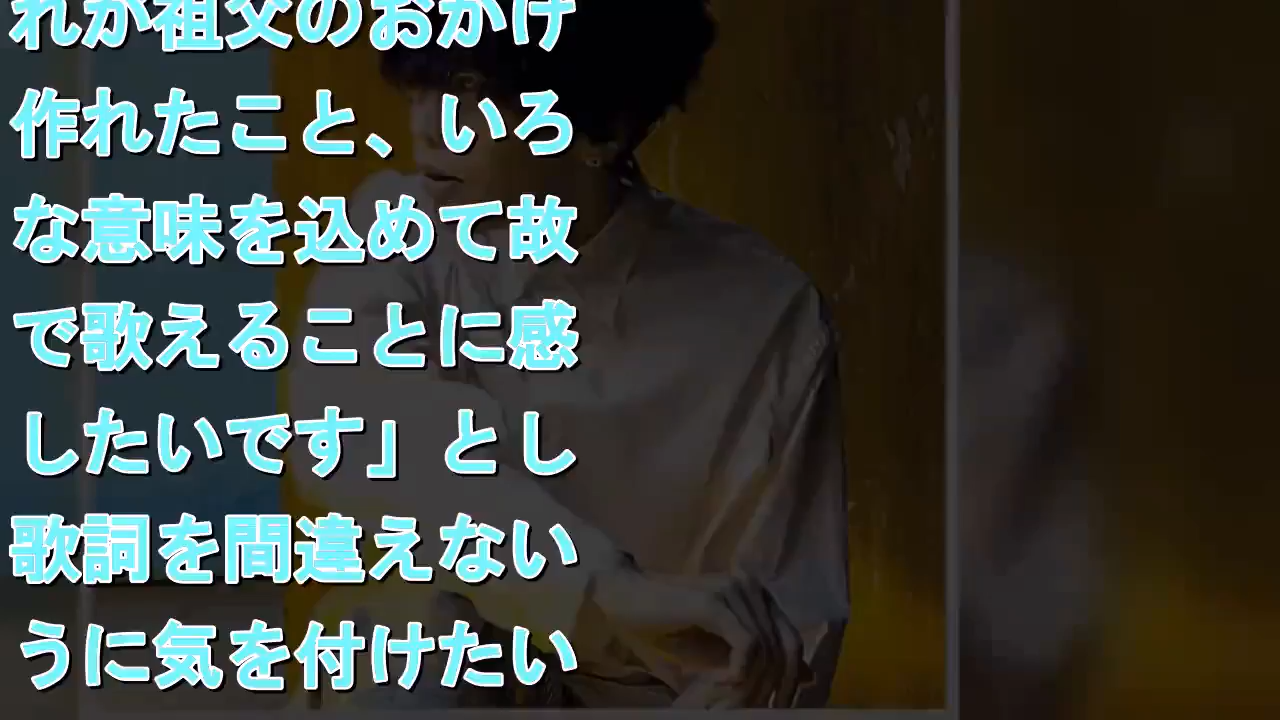 れが祖父のおかげ
作れたこと、いろ
な意味を込めて故
で歌えることに感
したいです」とし
歌詞を間違えない
うに気を付けたい